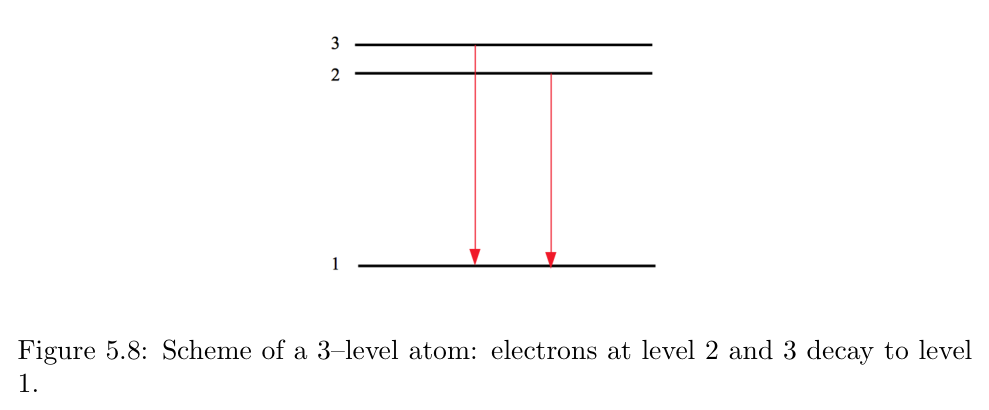 3
2
1
Figure 5.8: Scheme of a 3–level atom: electrons at level 2 and 3 decay to level
1.